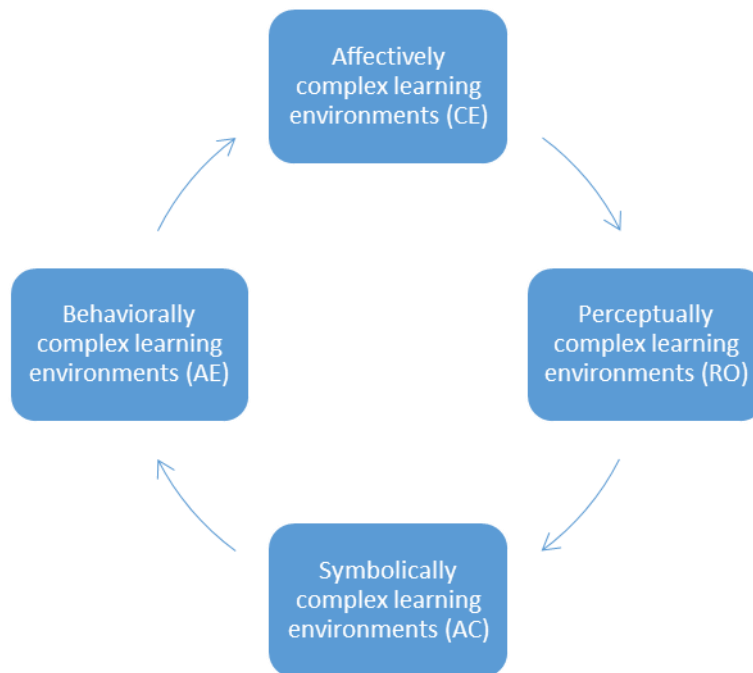 Affectively
complex learning
environments (CE)
Perceptually
complex learning
environments (RO)
Symbolically
complex learning
environments (AC)
Behaviorally
complex learning
environments (AE)